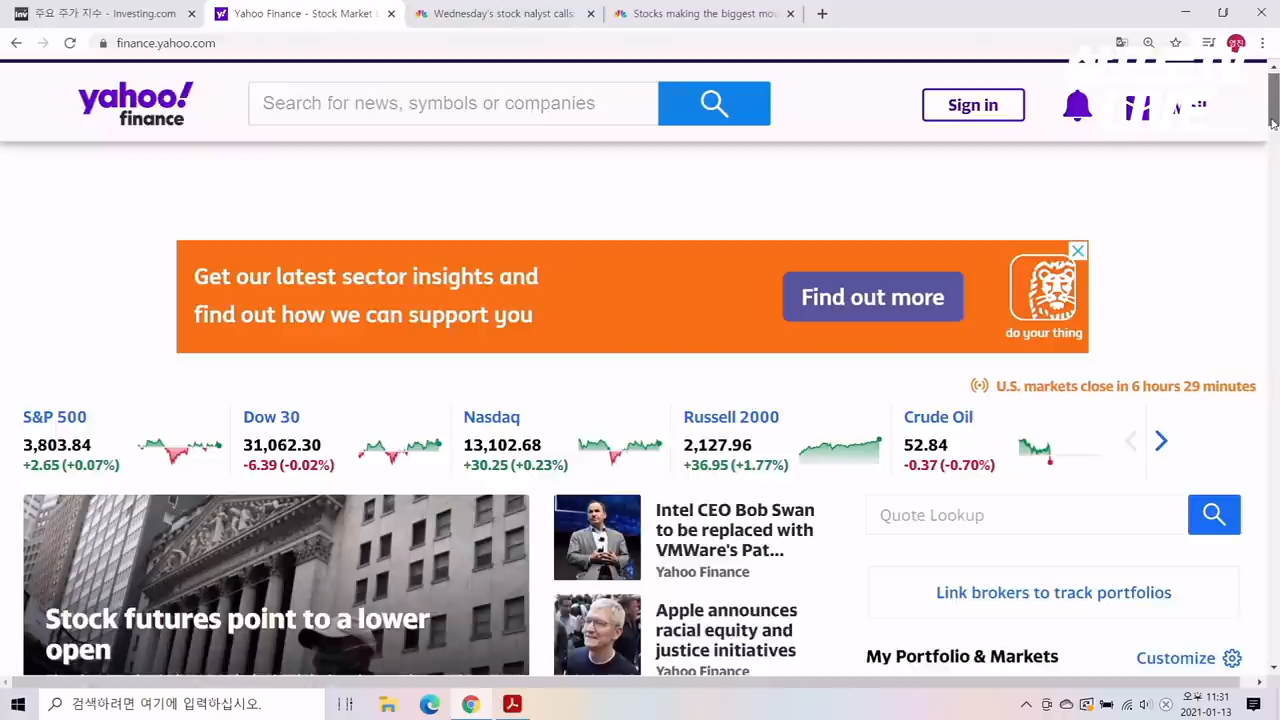 주요 주가 지수 - Investing.com
Yahoo Finance - Stock Market
Wednesday's stock nalyst calls:
Stocks making the biggest mov
finance.yahoo.com
yahoo!
finance
Search for news, symbols or companies
Sign in
Get our latest sector insights and
find out how we can support you
Find out more
do your thing
U.S. markets close in 6 hours 29 minutes
S&P 500
3,803.84
+2.65 (+0.07%)
Dow 30
31,062.30
-6.39 (-0.02%)
Nasdaq
13,102.68
+30.25 (+0.23%)
Russell 2000
2,127.96
+36.95 (+1.77%)
Crude Oil
52.84
-0.37 (-0.70%)
Stock futures point to a lower
open
Intel CEO Bob Swan
to be replaced with
VMWare's Pat...
Yahoo Finance
Apple announces
racial equity and
justice initiatives
Yahoo Finance
Quote Lookup
Link brokers to track portfolios
My Portfolio & Markets
Customize
검색하려면 여기에 입력하십시오.
오후 11:31
2021-01-13